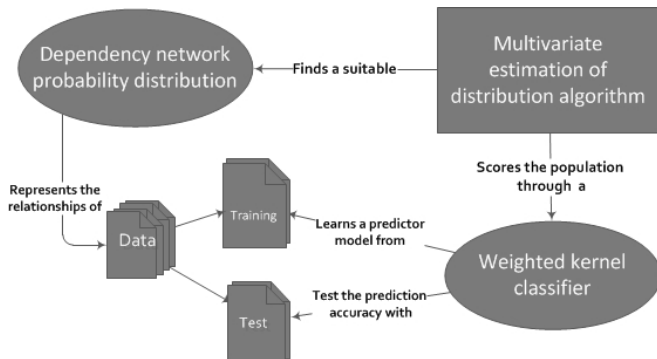 Dependency network
probability distribution
Finds a suitable
Multivariate
estimation of
distribution algorithm
Represents the
relationships of
Scores the population
through a
Data
Training
Learns a predictor
model from
Weighted kernel
classifier
Test the prediction
accuracy with
Test